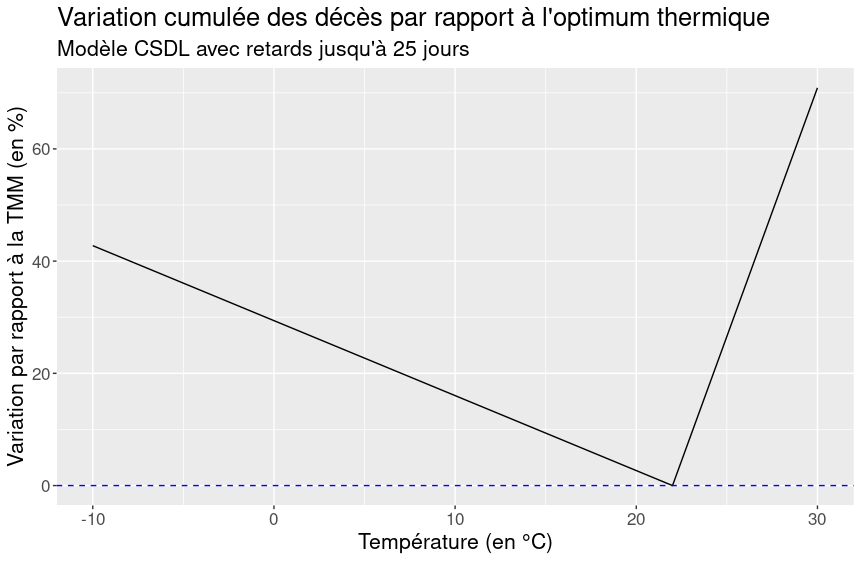 Variation cumulée des décès par rapport à l'optimum thermique
Modèle CSDL avec retards jusqu'à 25 jours
Variation par rapport à la TMM (en %)
60
40
20
0
-10
0
10
20
30
Température (en °C)